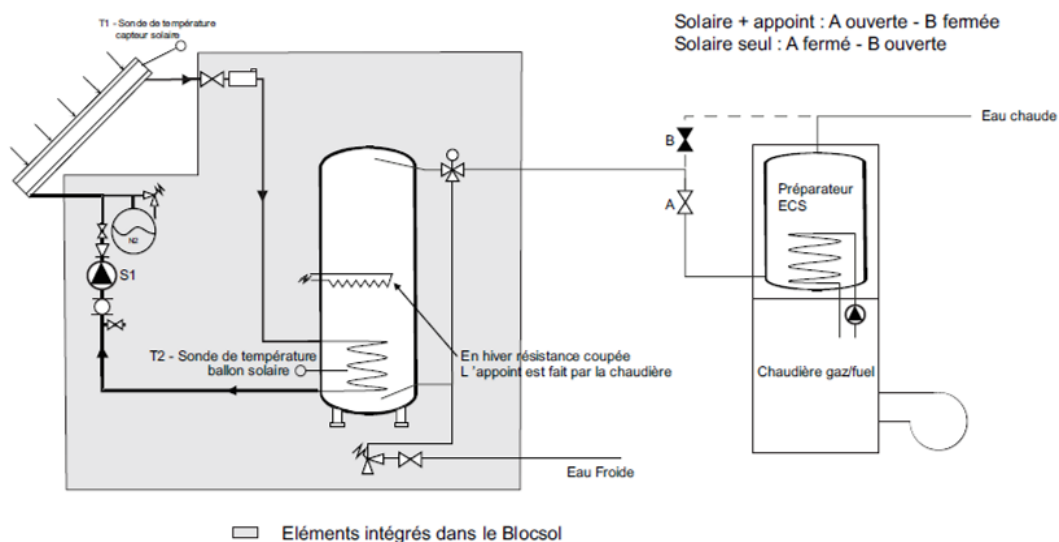 T1 - Sonde de température
capteur solaire
Solaire + appoint : A ouverte - B fermée
Solaire seul : A fermé - B ouverte
Eau chaude
B
A
Préparateur
ECS
N2
S1
T2 - Sonde de température
ballon solaire
En hiver résistance coupée
L 'appoint est fait par la chaudière
Chaudière gaz/fuel
Eau Froide
Eléments intégrés dans le Blocsol